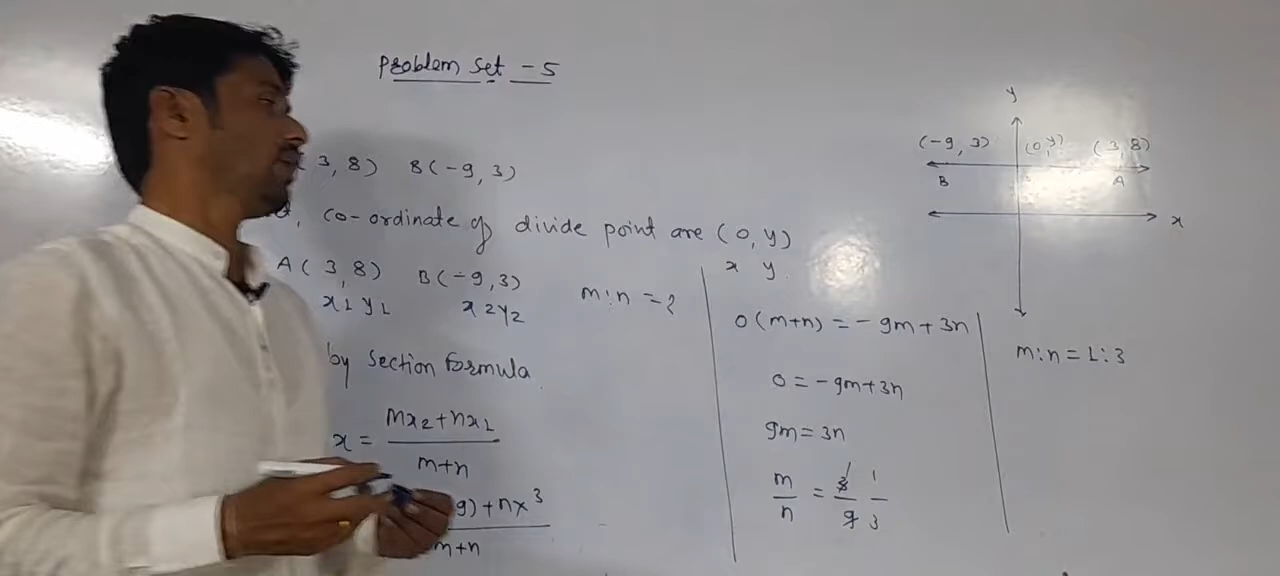 Problem Set - 5
3, 8) B(-9, 3)
Co-ordinate of divide point are (0, y)
x y
A(3, 8) B(-9, 3)
x1 y1 x2 y2
m:n = ?
by section formula
x = mx2+nx1
m+n
9) + nx3
m+n
0(m+n) = -9m+3n
0 = -9m+3n
9m = 3n
m/n = 3/9 1/3
m:n = 1:3
y
(-9, 3) (0, y) (3, 8)
B A
x